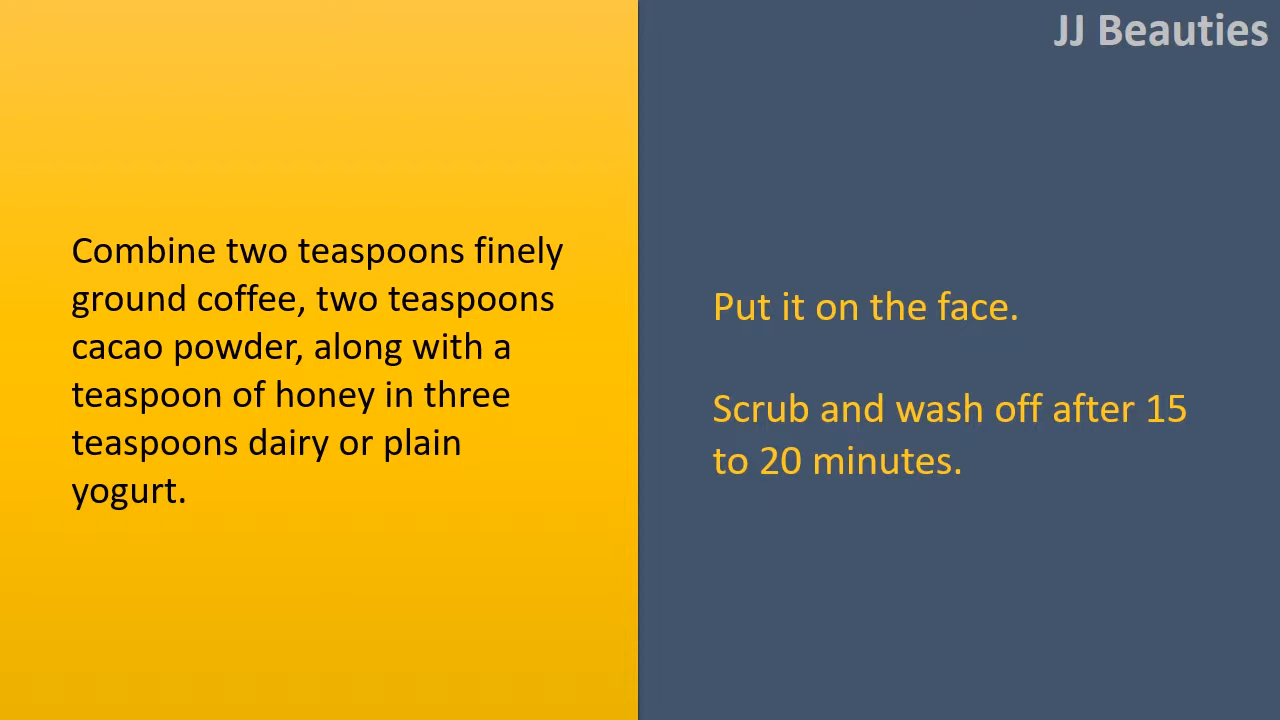 JJ Beauties
Combine two teaspoons finely
ground coffee, two teaspoons
cacao powder, along with a
teaspoon of honey in three
teaspoons dairy or plain
yogurt.
Put it on the face.
Scrub and wash off after 15
to 20 minutes.